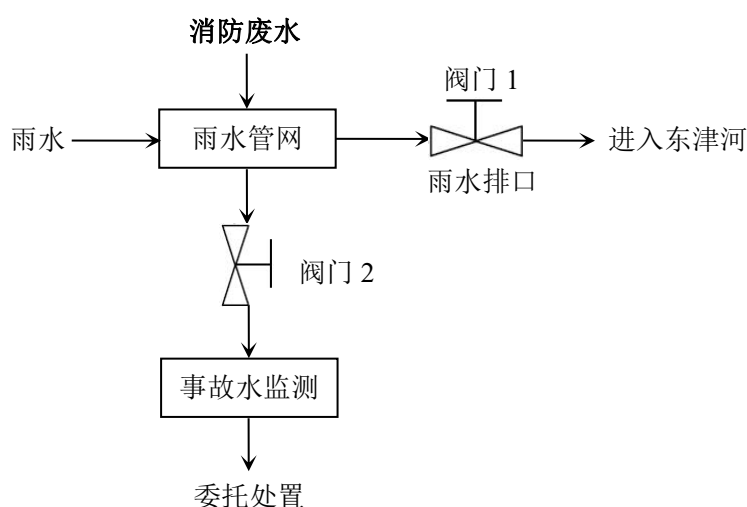 消防废水
阀门 1
雨水
雨水管网
进入东津河
雨水排口
阀门 2
事故水监测
委托处置